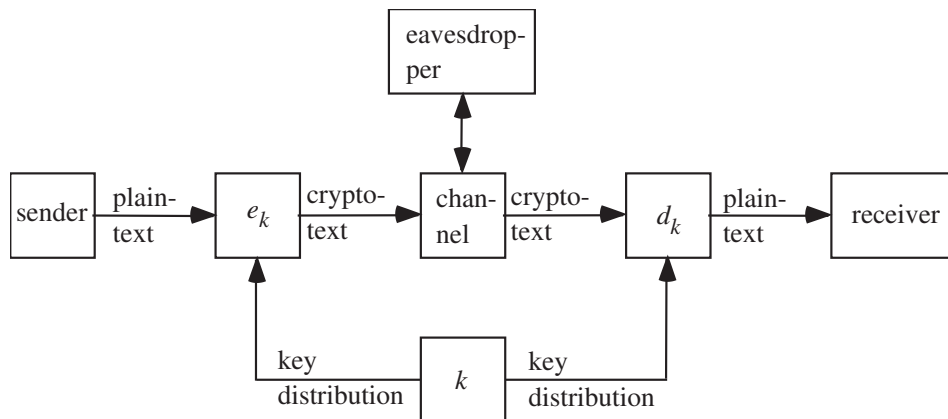 eavesdrop-
per
sender
plain-
text
e_k
crypto-
text
chan-
nel
crypto-
text
d_k
plain-
text
receiver
key
distribution
k
key
distribution